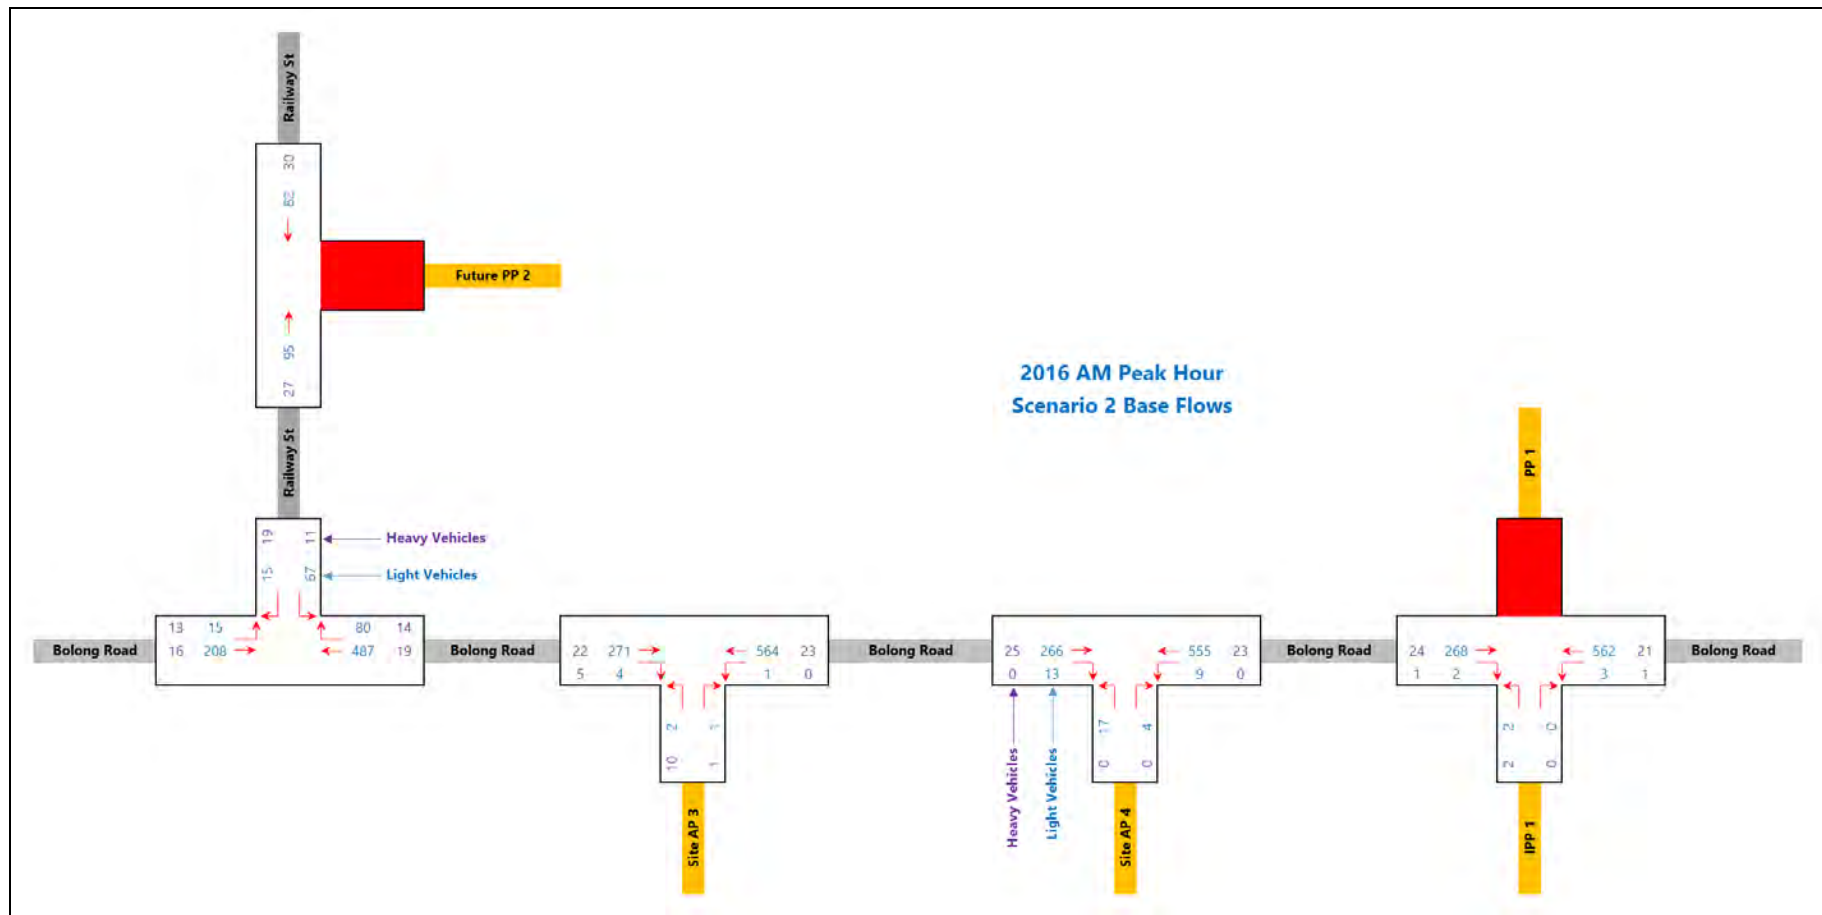 Railway St
30
82
Future PP 2
95
27
2016 AM Peak Hour
Scenario 2 Base Flows
Railway St
PP 1
19 11 Heavy Vehicles
15 67 Light Vehicles
13 15 80 14
Bolong Road 16 208 487 19 Bolong Road 22 271 564 23 Bolong Road 25 266 555 23 Bolong Road 24 268 562 21 Bolong Road
5 4 1 0 0 13 9 0 1 2 3 1
2 1 17 4 2 0
10 1 0 0 2 0
Heavy Vehicles Light Vehicles
Site AP 3 Site AP 4 IPP 1